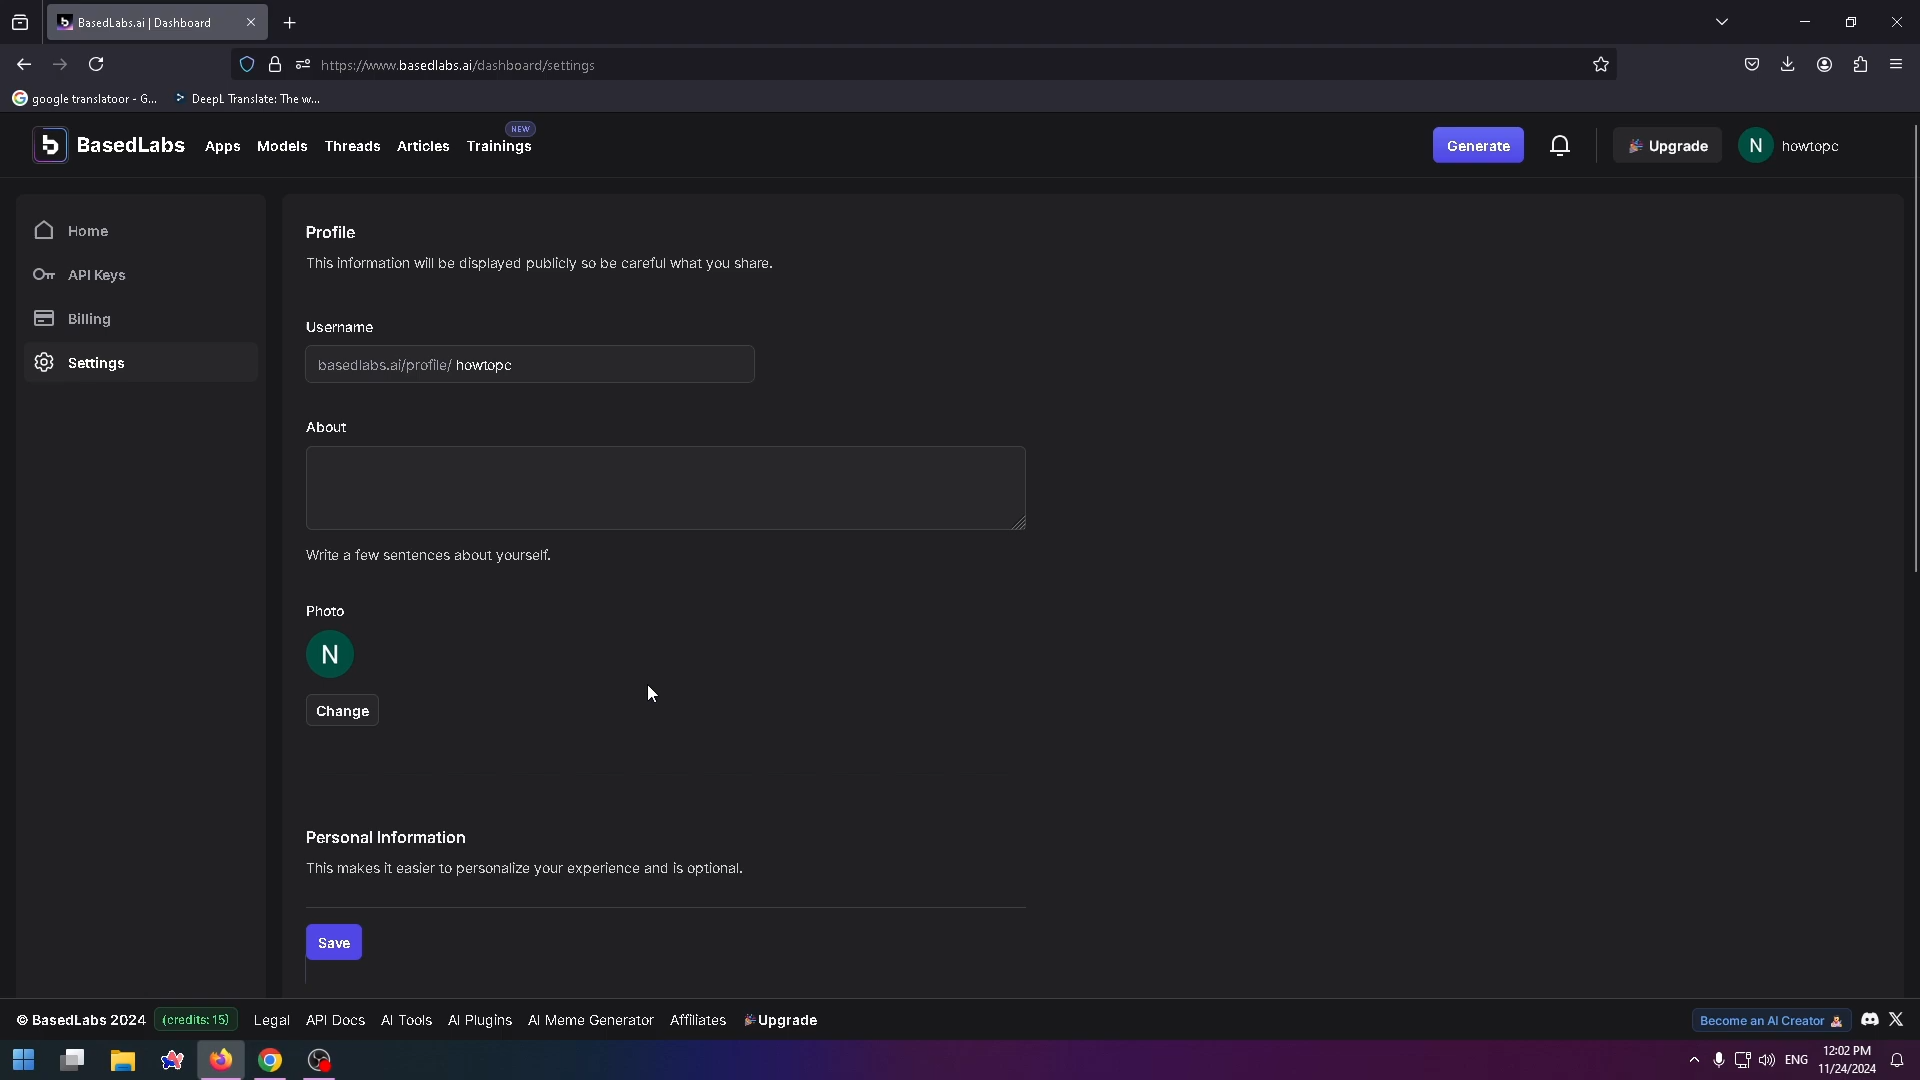 BasedLabs.ai | Dashboard
https://www.basedlabs.ai/dashboard/settings
google translatoor - G...
DeepL Translate: The w...
BasedLabs
Apps
Models
Threads
Articles
Trainings
NEW
Generate
Upgrade
N
howtopc
Home
API Keys
Billing
Settings
Profile
This information will be displayed publicly so be careful what you share.
Username
basedlabs.ai/profile/ howtopc
About
Write a few sentences about yourself.
Photo
N
Change
Personal Information
This makes it easier to personalize your experience and is optional.
Save
© BasedLabs 2024
(credits: 15)
Legal
API Docs
AI Tools
AI Plugins
AI Meme Generator
Affiliates
Upgrade
Become an AI Creator
ENG
12:02 PM
11/24/2024